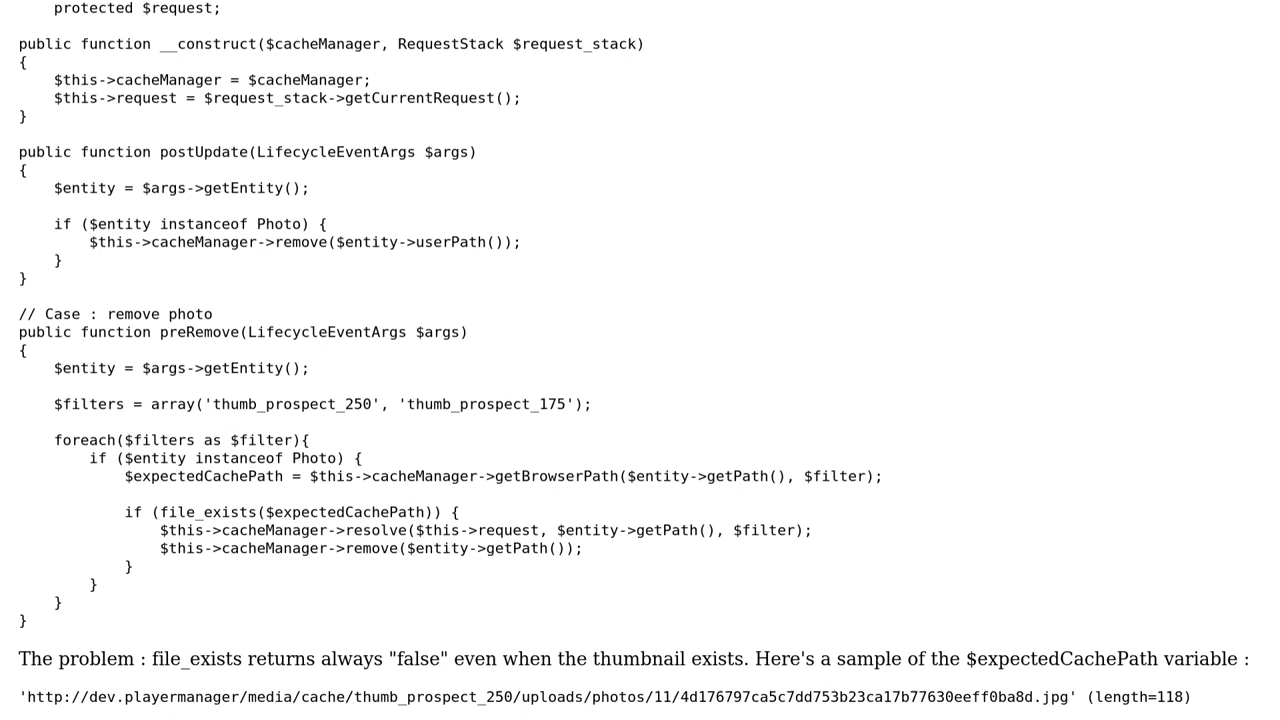 protected $request;

public function __construct($cacheManager, RequestStack $request_stack)
{
    $this->cacheManager = $cacheManager;
    $this->request = $request_stack->getCurrentRequest();
}

public function postUpdate(LifecycleEventArgs $args)
{
    $entity = $args->getEntity();

    if ($entity instanceof Photo) {
        $this->cacheManager->remove($entity->userPath());
    }
}

// Case : remove photo
public function preRemove(LifecycleEventArgs $args)
{
    $entity = $args->getEntity();

    $filters = array('thumb_prospect_250', 'thumb_prospect_175');

    foreach($filters as $filter){
        if ($entity instanceof Photo) {
            $expectedCachePath = $this->cacheManager->getBrowserPath($entity->getPath(), $filter);

            if (file_exists($expectedCachePath)) {
                $this->cacheManager->resolve($this->request, $entity->getPath(), $filter);
                $this->cacheManager->remove($entity->getPath());
            }
        }
    }
}

The problem : file_exists returns always "false" even when the thumbnail exists. Here's a sample of the $expectedCachePath variable :

'http://dev.playermanager/media/cache/thumb_prospect_250/uploads/photos/11/4d176797ca5c7dd753b23ca17b77630eeff0ba8d.jpg' (length=118)